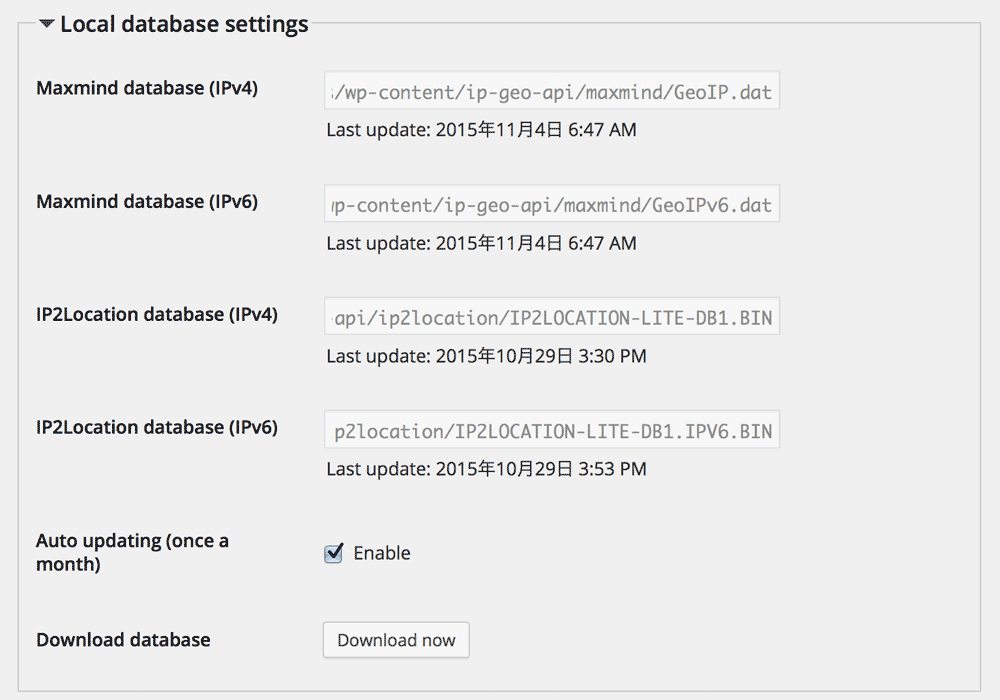 Local database settings
Maxmind database (IPv4)
/wp-content/ip-geo-api/maxmind/GeoIP.dat
Last update: 2015年11月4日 6:47 AM
Maxmind database (IPv6)
p-content/ip-geo-api/maxmind/GeoIPv6.dat
Last update: 2015年11月4日 6:47 AM
IP2Location database (IPv4)
api/ip2location/IP2LOCATION-LITE-DB1.BIN
Last update: 2015年10月29日 3:30 PM
IP2Location database (IPv6)
p2location/IP2LOCATION-LITE-DB1.IPV6.BIN
Last update: 2015年10月29日 3:53 PM
Auto updating (once a
month)
Enable
Download database
Download now